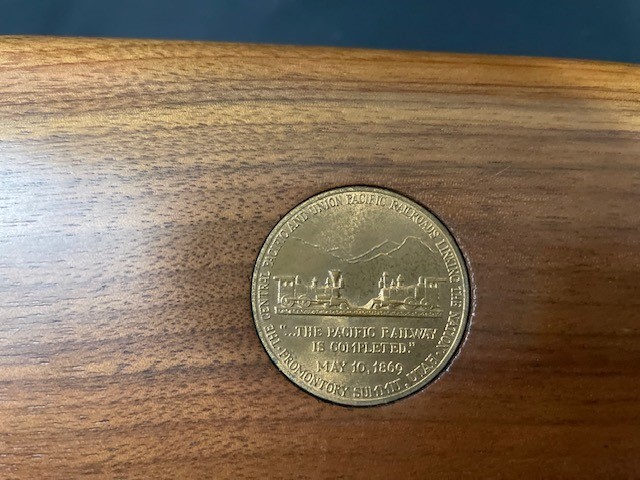 THE CENTRAL PACIFIC AND UNION PACIFIC RAILROADS LINKING THE NATION
"...THE PACIFIC RAILWAY
IS COMPLETED."
MAY 10, 1869
·PROMONTORY SUMMIT, UTAH·